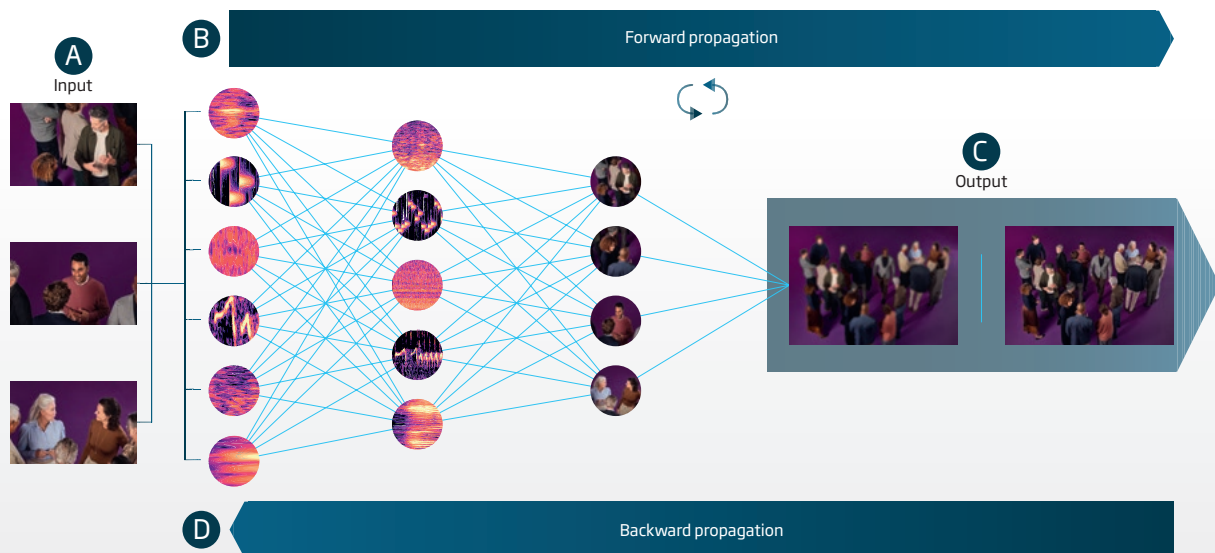 B
Forward propagation
A
Input
C
Output
D
Backward propagation